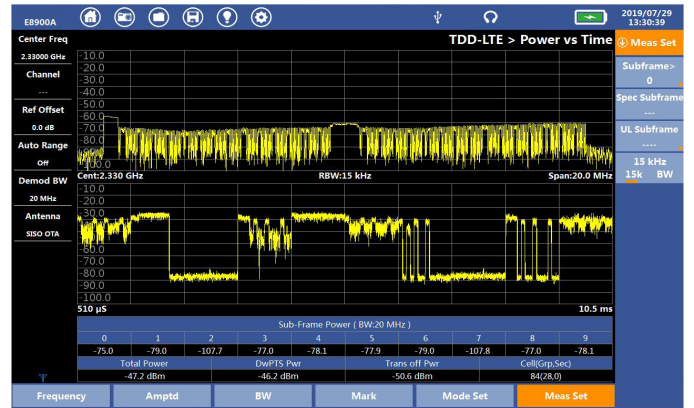 E8900A
2019/07/29
13:30:39
Center Freq
2.33000 GHz
Channel
---
Ref Offset
0.0 dB
Auto Range
Off
Demod BW
20 MHz
Antenna
SISO OTA
TDD-LTE > Power vs Time
-10.0
-20.0
-30.0
-40.0
-50.0
-60.0
-70.0
-80.0
Cent:2.330 GHz RBW:15 kHz Span:20.0 MHz
-10.0
-20.0
-30.0
-60.0
-70.0
-80.0
-90.0
-100.0
510 μS 10.5 ms
Sub-Frame Power ( BW:20 MHz )
0 1 2 3 4 5 6 7 8 9
-75.0 -79.0 -107.7 -77.0 -78.1 -77.9 -79.0 -107.8 -77.0 -78.1
Total Power DwPTS Pwr Trans off Pwr Cell(Grp,Sec)
-47.2 dBm -46.2 dBm -50.6 dBm 84(28,0)
Meas Set
Subframe>
0
Spec Subframe
---
UL Subframe
----
15 kHz
15k BW
Frequency Amptd BW Mark Mode Set Meas Set